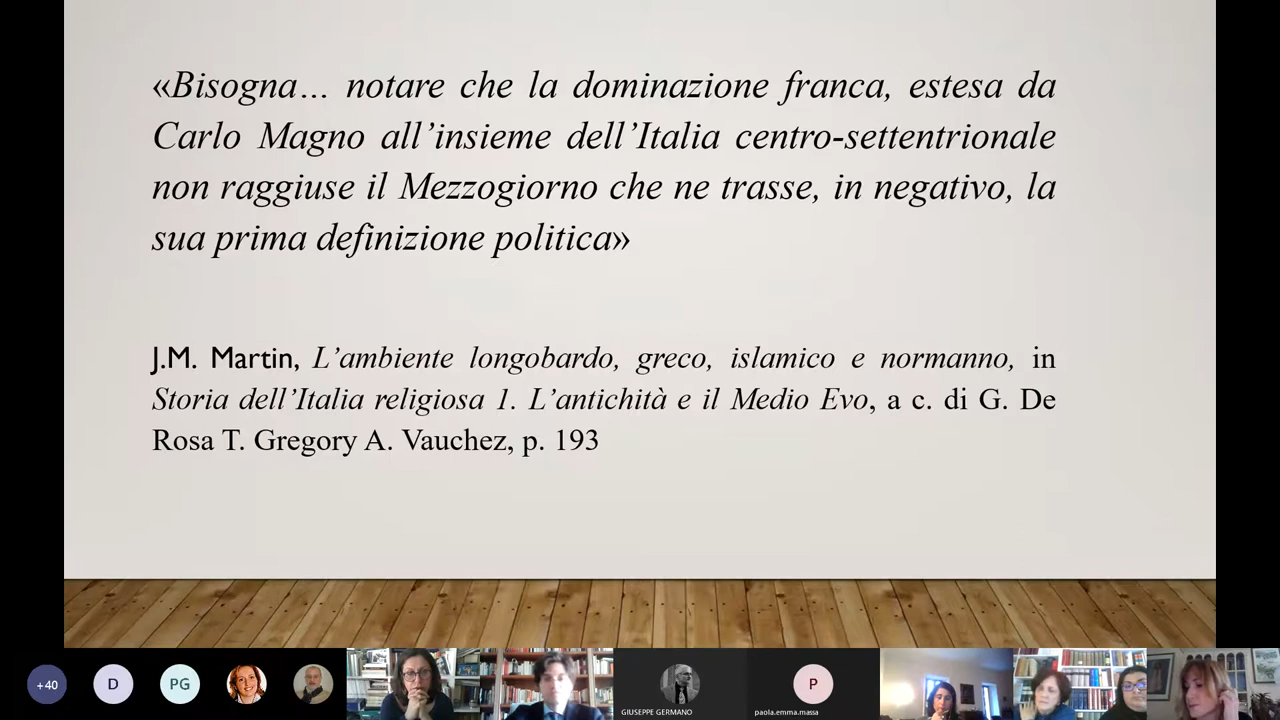 «Bisogna… notare che la dominazione franca, estesa da
Carlo Magno all’insieme dell’Italia centro-settentrionale
non raggiuse il Mezzogiorno che ne trasse, in negativo, la
sua prima definizione politica»
J.M. Martin, L’ambiente longobardo, greco, islamico e normanno, in
Storia dell’Italia religiosa 1. L’antichità e il Medio Evo, a c. di G. De
Rosa T. Gregory A. Vauchez, p. 193
+40
D
PG
P
GIUSEPPE GERMANO
paola.emma.massa